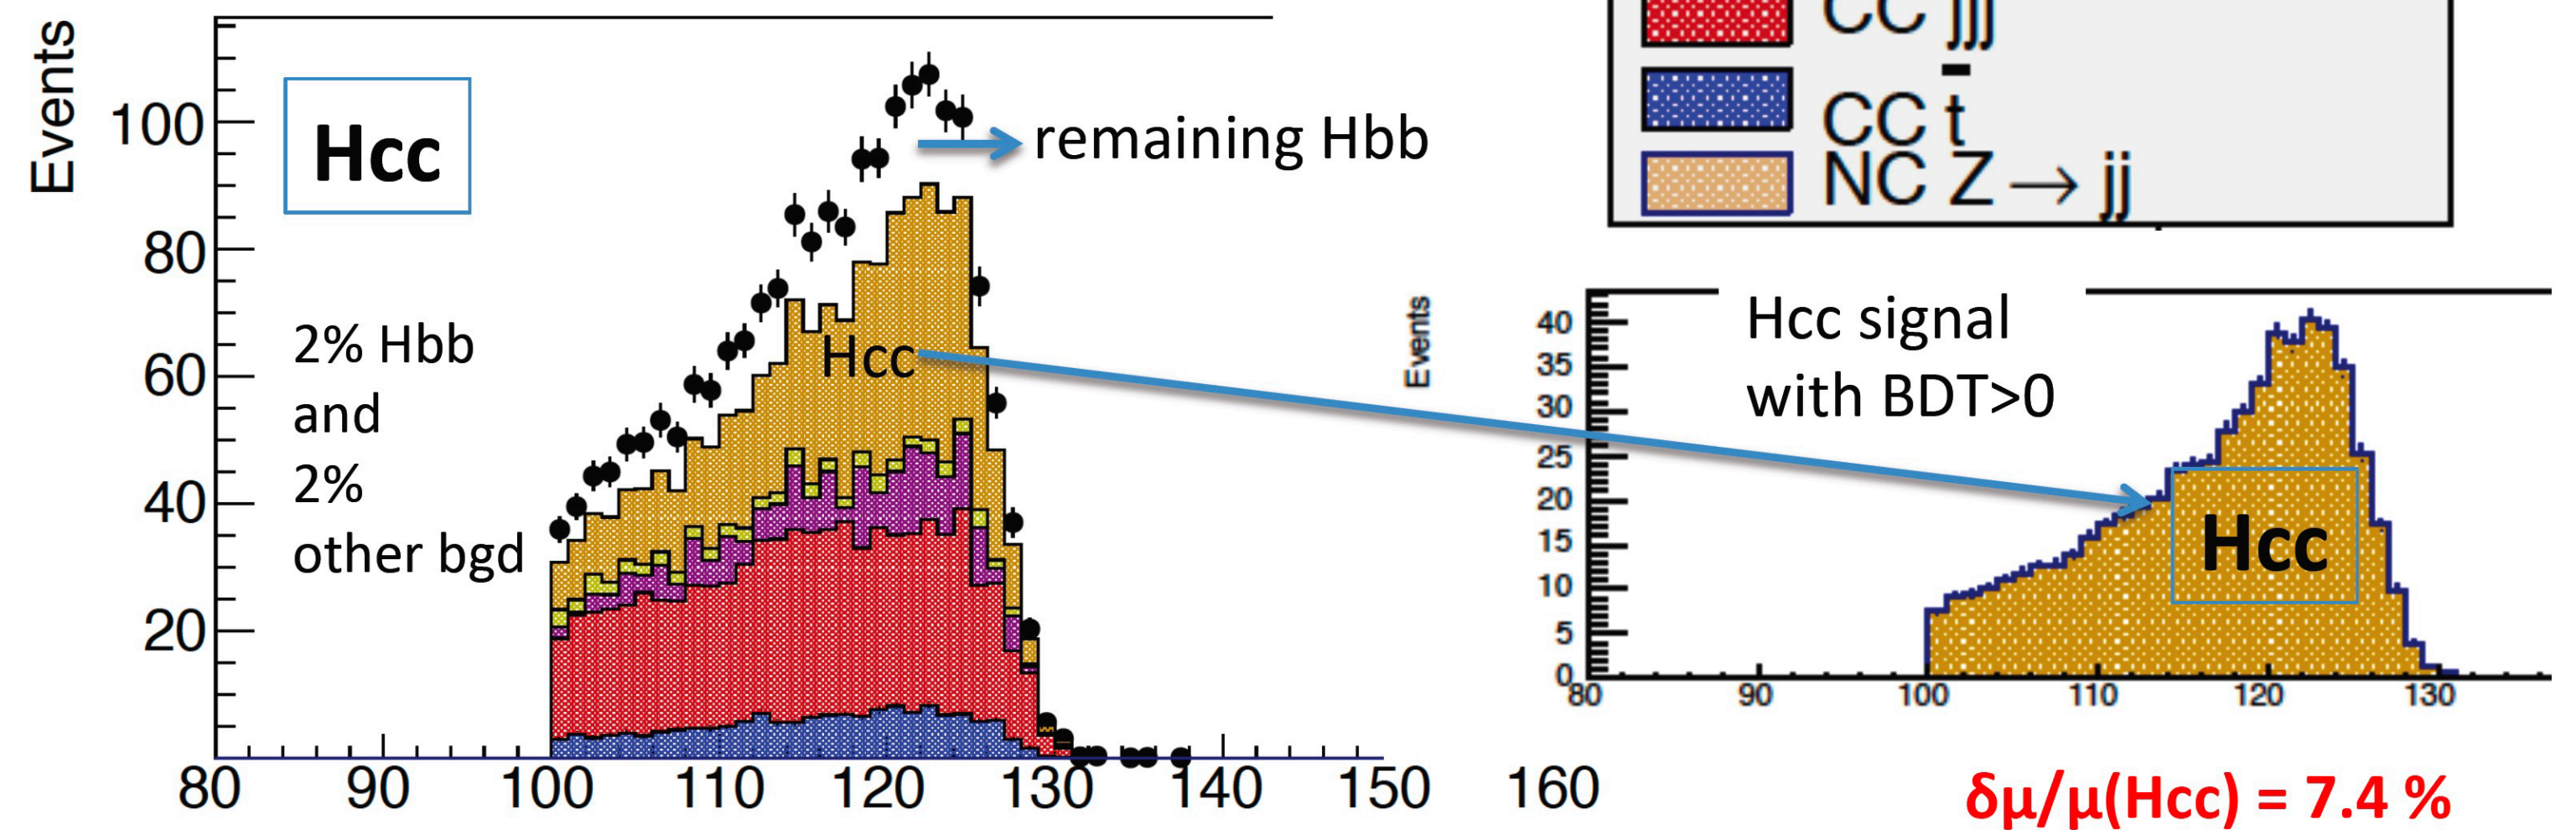 Events
100
80
60
40
20
Hcc
remaining Hbb
2% Hbb
and
2%
other bgd
Hcc
80 90 100 110 120 130 140 150 160
CC jjj
CC t̅
NC Z → jj
Events
40
35
30
25
20
15
10
5
0
Hcc signal
with BDT>0
Hcc
80 90 100 110 120 130
δμ/μ(Hcc) = 7.4 %